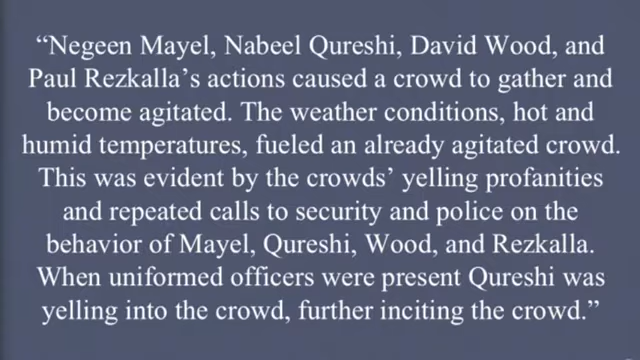 “Negeen Mayel, Nabeel Qureshi, David Wood, and
Paul Rezkalla’s actions caused a crowd to gather and
become agitated. The weather conditions, hot and
humid temperatures, fueled an already agitated crowd.
This was evident by the crowds’ yelling profanities
and repeated calls to security and police on the
behavior of Mayel, Qureshi, Wood, and Rezkalla.
When uniformed officers were present Qureshi was
yelling into the crowd, further inciting the crowd.”